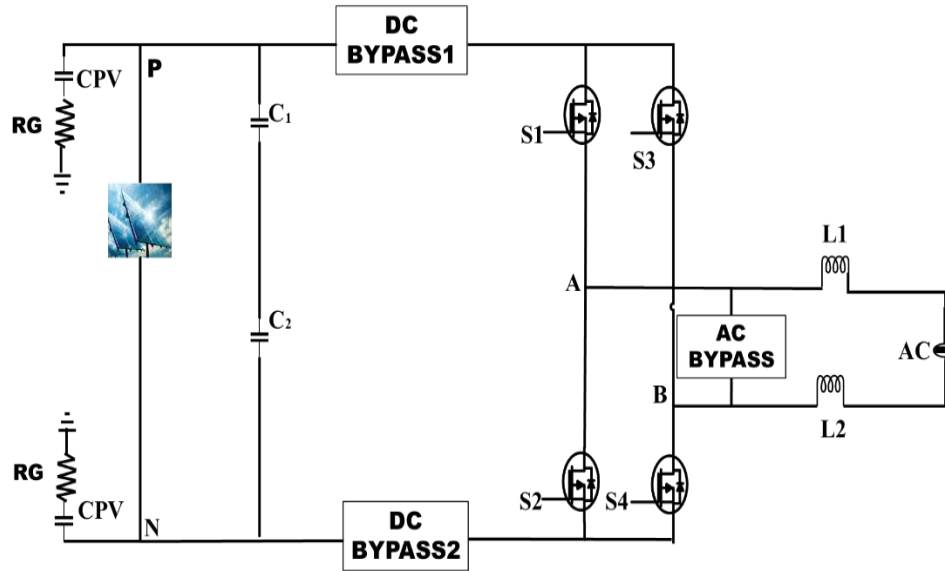 DC
BYPASS1
CPV
P
RG
C₁
S1
S3
L1
A
C₂
AC
BYPASS
AC
B
L2
RG
CPV
N
S2
S4
DC
BYPASS2